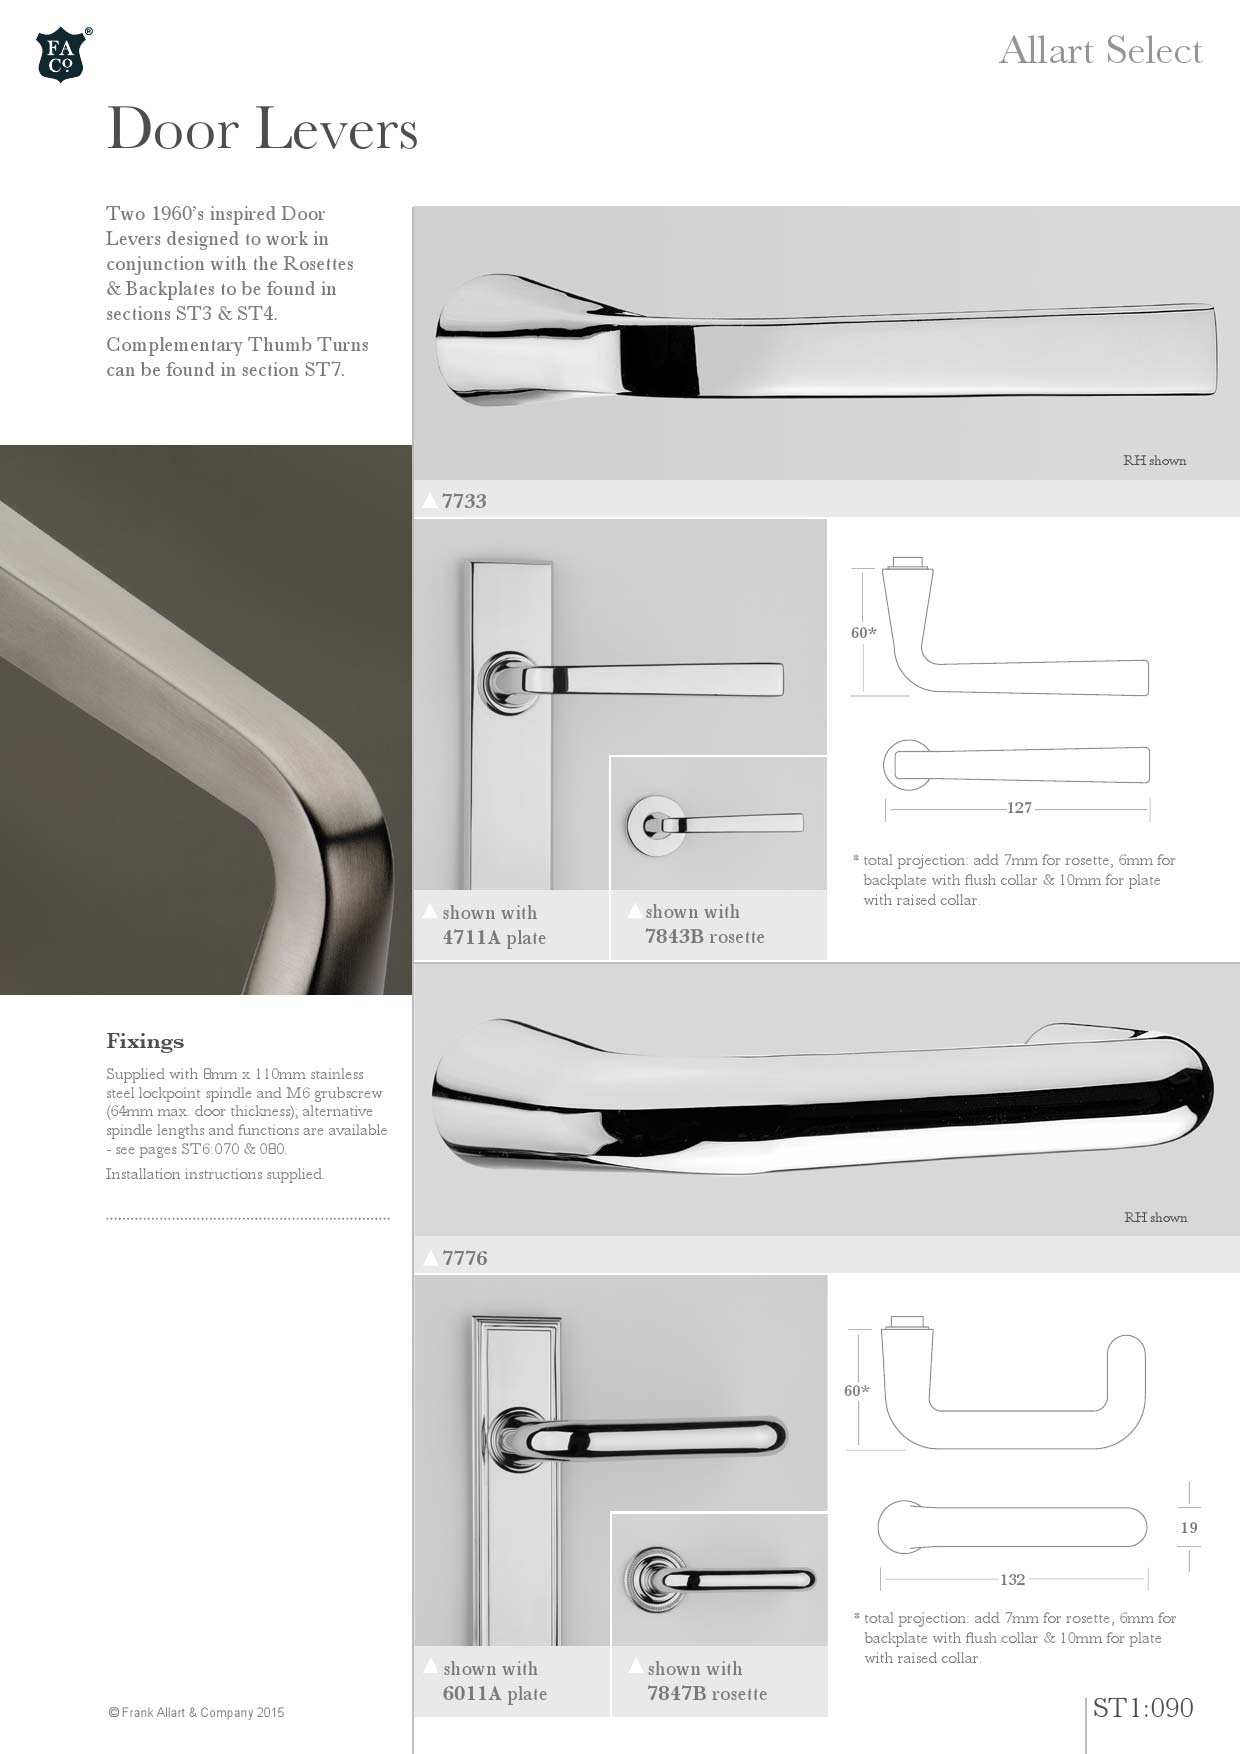 FA
Co.
®
Allart Select
Door Levers
Two 1960's inspired Door
Levers designed to work in
conjunction with the Rosettes
& Backplates to be found in
sections ST3 & ST4.
Complementary Thumb Turns
can be found in section ST7.
RH shown
7733
60*
127
* total projection: add 7mm for rosette, 6mm for
backplate with flush collar & 10mm for plate
with raised collar.
shown with
4711A plate
shown with
7843B rosette
Fixings
Supplied with 8mm x 110mm stainless
steel lockpoint spindle and M6 grubscrew
(64mm max. door thickness); alternative
spindle lengths and functions are available
- see pages ST6:070 & 080.
Installation instructions supplied.
RH shown
7776
60*
19
132
* total projection: add 7mm for rosette, 6mm for
backplate with flush collar & 10mm for plate
with raised collar.
shown with
6011A plate
shown with
7847B rosette
© Frank Allart & Company 2015
ST1:090